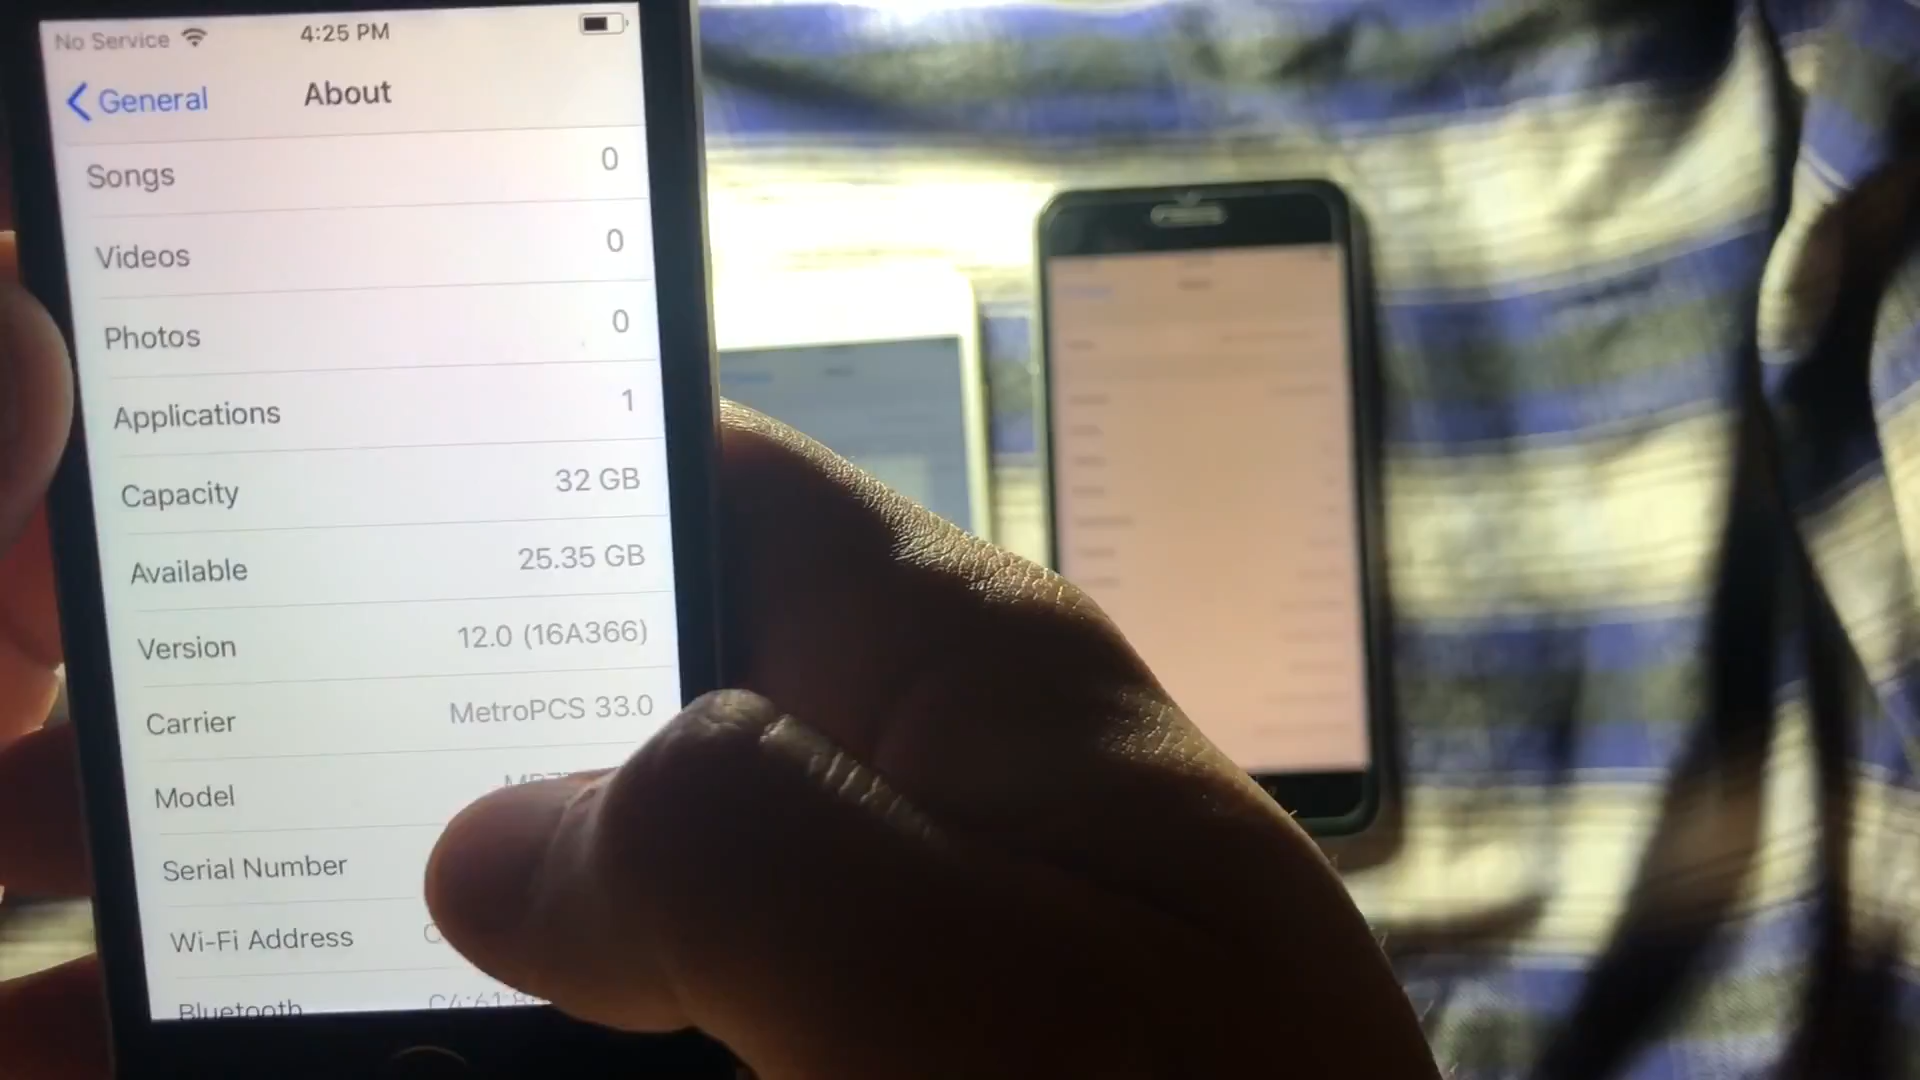 No Service 4:25 PM
General About
Songs 0
Videos 0
Photos 0
Applications 1
Capacity 32 GB
Available 25.35 GB
Version 12.0 (16A366)
Carrier MetroPCS 33.0
Model
Serial Number
Wi-Fi Address
Bluetooth